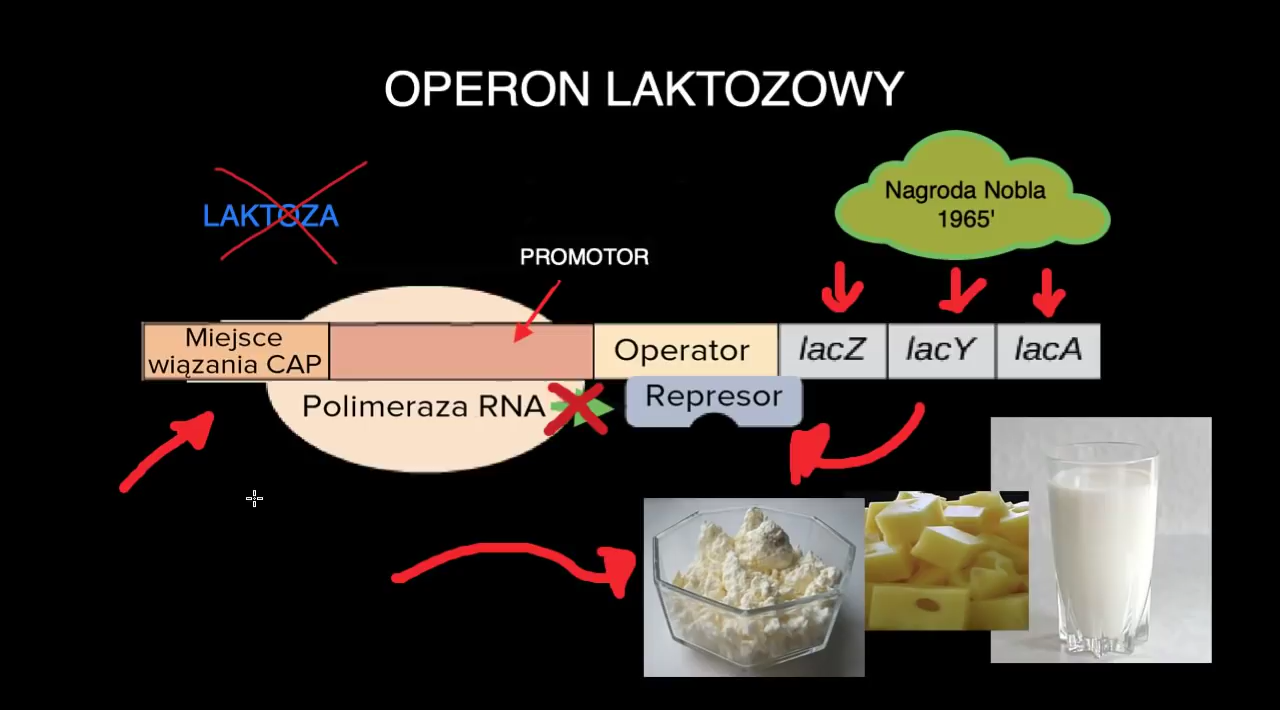 OPERON LAKTOZOWY
LAKTOZA
Nagroda Nobla
1965'
PROMOTOR
Miejsce
wiązania CAP
Operator
lacZ
lacY
lacA
Polimeraza RNA
Represor